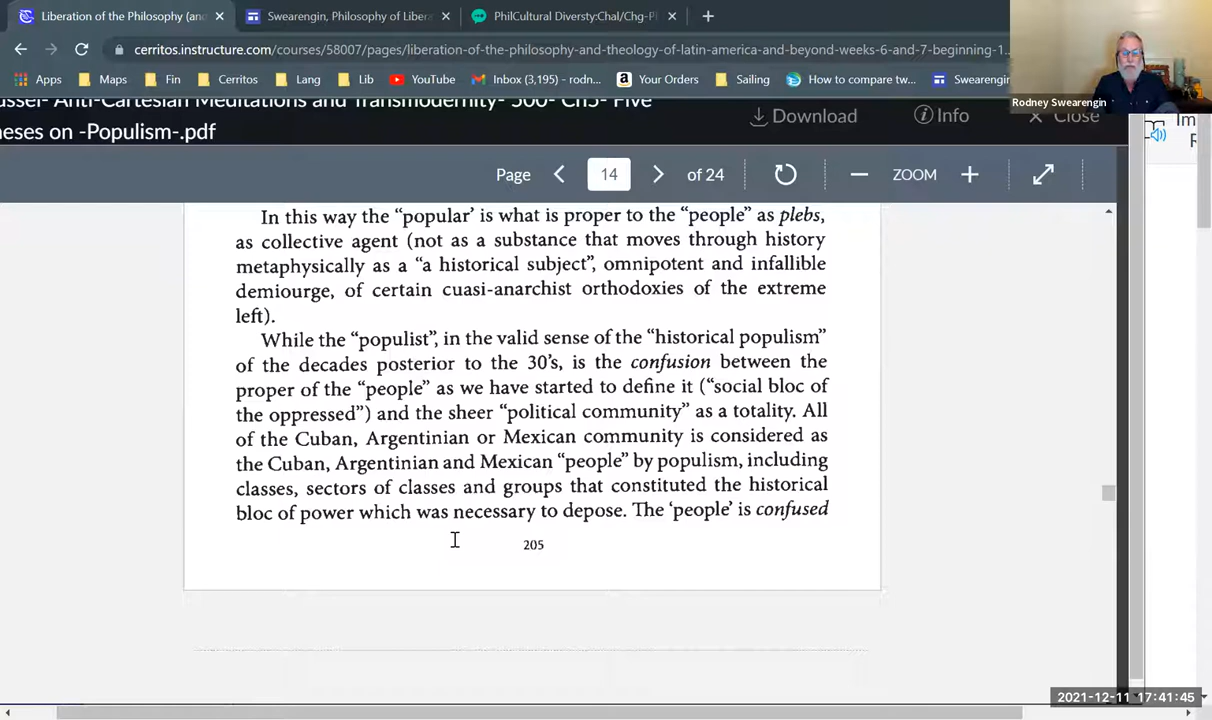 Liberation of the Philosophy (and
Swearengin, Philosophy of Libera
PhilCultural Diversty:Chal/Chg-P
cerritos.instructure.com/courses/58007/pages/liberation-of-the-philosophy-and-theology-of-latin-america-and-beyond-weeks-6-and-7-beginning-1...
Apps
Maps
Fin
Cerritos
Lang
Lib
YouTube
Inbox (3,195) - rodn...
Your Orders
Sailing
How to compare tw...
Swearengin
Rodney Swearengin
ussel- Anti-Cartesian Meditations and Transmodernity- 300- Ch5- Five
heses on -Populism-.pdf
Download
Info
Close
Im
R
Page
14
of 24
ZOOM
In this way the “popular’ is what is proper to the “people” as plebs,
as collective agent (not as a substance that moves through history
metaphysically as a “a historical subject”, omnipotent and infallible
demiourge, of certain cuasi-anarchist orthodoxies of the extreme
left).
While the “populist”, in the valid sense of the “historical populism”
of the decades posterior to the 30’s, is the confusion between the
proper of the “people” as we have started to define it (“social bloc of
the oppressed”) and the sheer “political community” as a totality. All
of the Cuban, Argentinian or Mexican community is considered as
the Cuban, Argentinian and Mexican “people” by populism, including
classes, sectors of classes and groups that constituted the historical
bloc of power which was necessary to depose. The ‘people’ is confused
205
2021-12-11 17:41:45